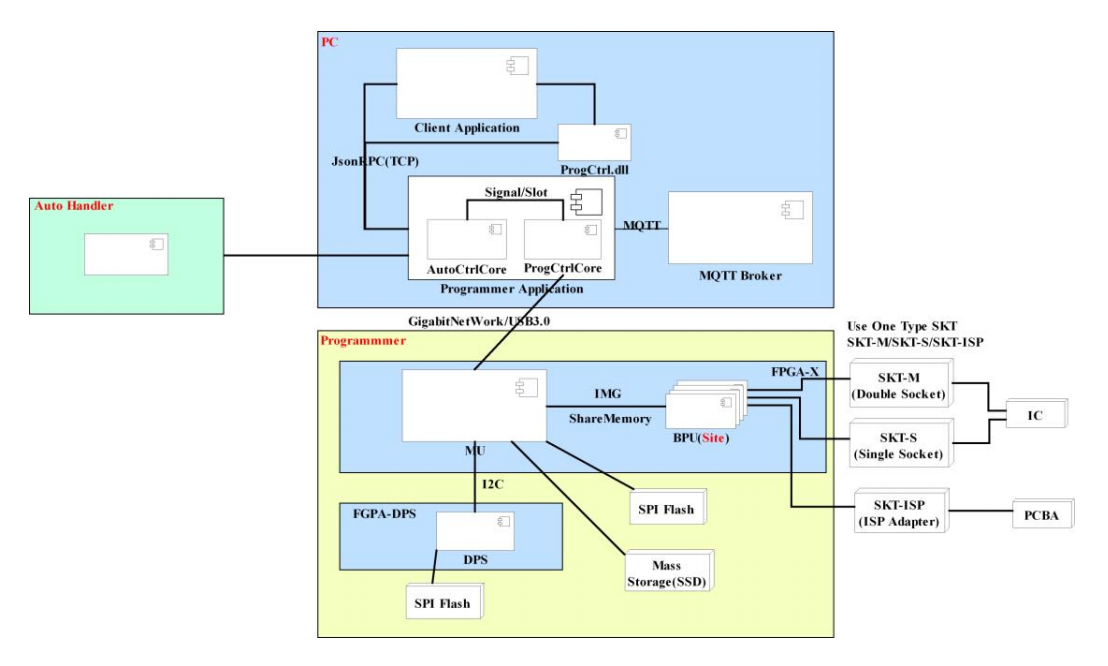 PC
Client Application
JsonRPC(TCP)
ProgCtrl.dll
Auto Handler
Signal/Slot
MQTT
AutoCtrlCore
ProgCtrlCore
MQTT Broker
Programmer Application
GigabitNetWork/USB3.0
Use One Type SKT
SKT-M/SKT-S/SKT-ISP
Programmmer
FPGA-X
IMG
ShareMemory
MU
BPU(Site)
SKT-M
(Double Socket)
IC
SKT-S
(Single Socket)
I2C
SPI Flash
SKT-ISP
(ISP Adapter)
PCBA
FGPA-DPS
DPS
Mass
Storage(SSD)
SPI Flash